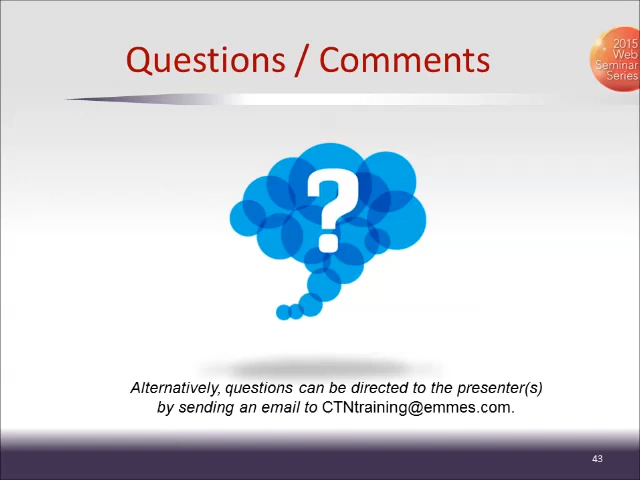 Questions / Comments
2015
Web
Seminar
Series
?
Alternatively, questions can be directed to the presenter(s)
by sending an email to CTNtraining@emmes.com.
43